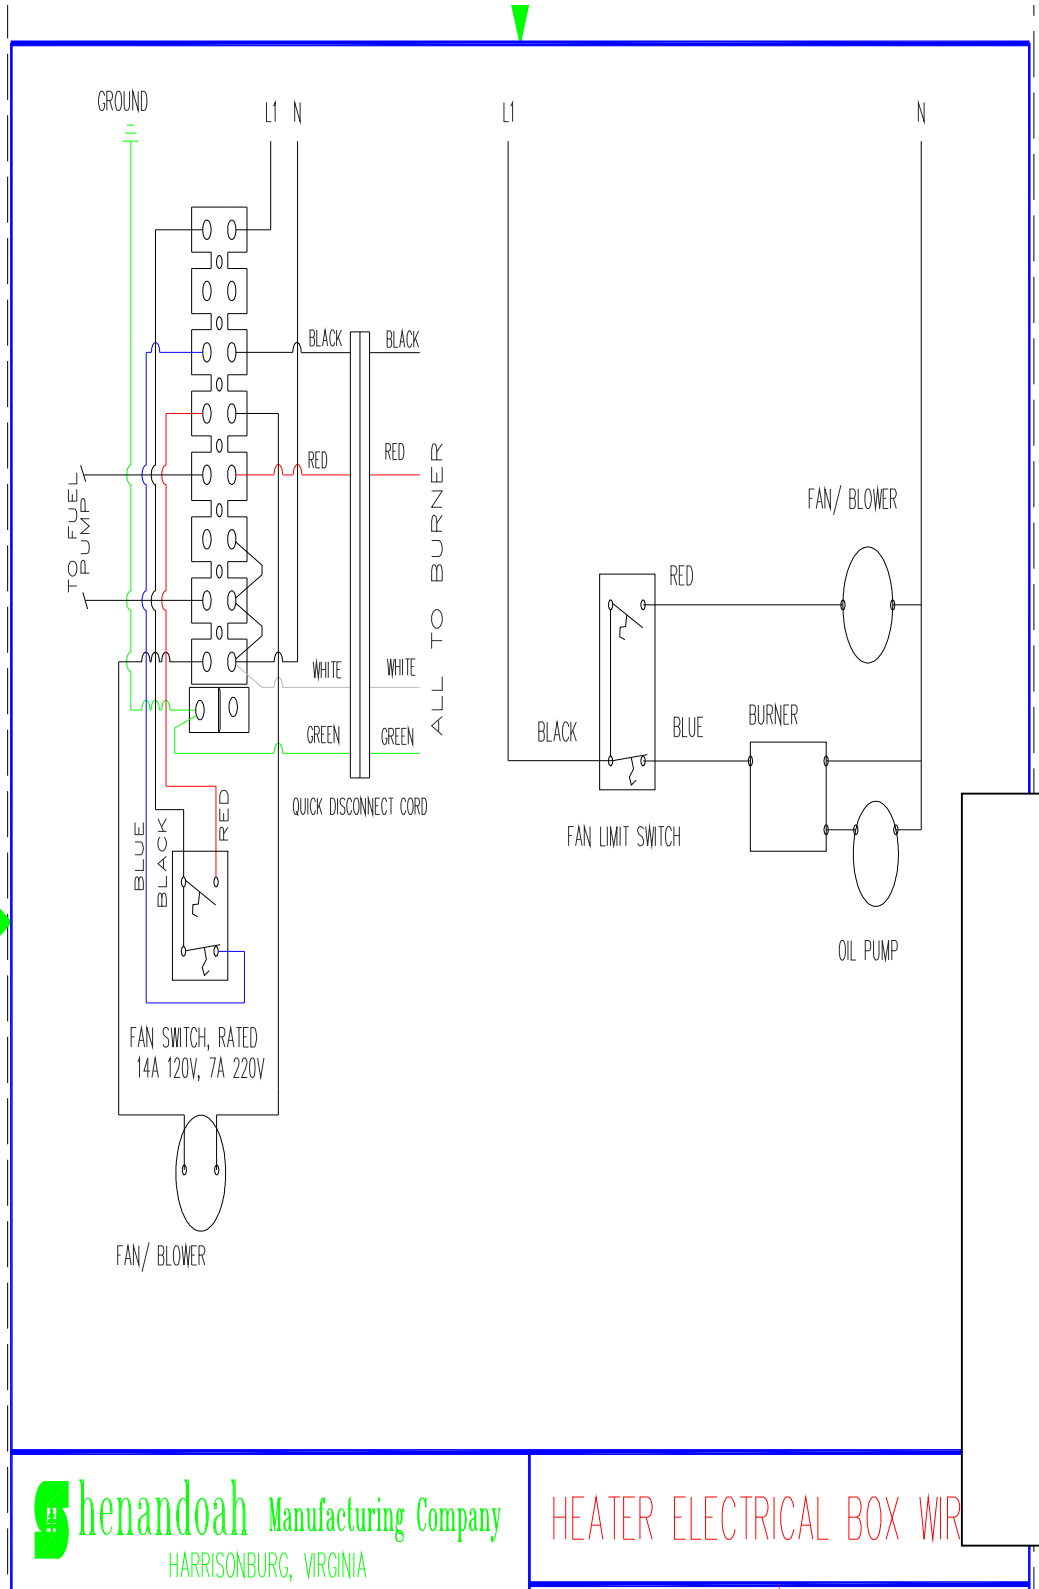 GROUND
L1 N
L1
N
BLACK
BLACK
RED
RED
TO FUEL
PUMP
ALL TO BURNER
WHITE
WHITE
GREEN
GREEN
QUICK DISCONNECT CORD
BLUE
BLACK
RED
FAN SWITCH, RATED
14A 120V, 7A 220V
FAN/ BLOWER
FAN/ BLOWER
RED
BLACK
BLUE
BURNER
FAN LIMIT SWITCH
OIL PUMP
Shenandoah Manufacturing Company
HARRISONBURG, VIRGINIA
HEATER ELECTRICAL BOX WIR